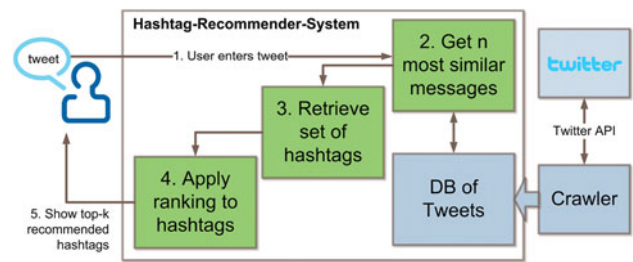 Hashtag-Recommender-System
tweet
1. User enters tweet
2. Get n
most similar
messages
twitter
3. Retrieve
set of
hashtags
Twitter API
4. Apply
ranking to
hashtags
DB of
Tweets
Crawler
5. Show top-k
recommended
hashtags